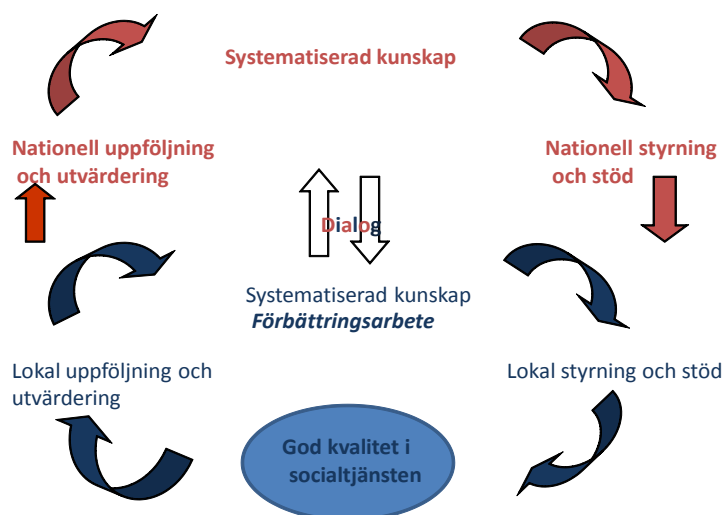 Systematiserad kunskap
Nationell uppföljning
och utvärdering
Nationell styrning
och stöd
Dialog
Systematiserad kunskap
Förbättringsarbete
Lokal uppföljning och
utvärdering
Lokal styrning och stöd
God kvalitet i
socialtjänsten